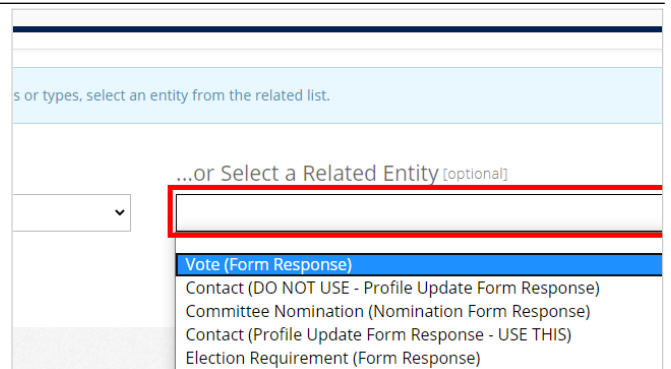 s or types, select an entity from the related list.
...or Select a Related Entity [optional]
Vote (Form Response)
Contact (DO NOT USE - Profile Update Form Response)
Committee Nomination (Nomination Form Response)
Contact (Profile Update Form Response - USE THIS)
Election Requirement (Form Response)